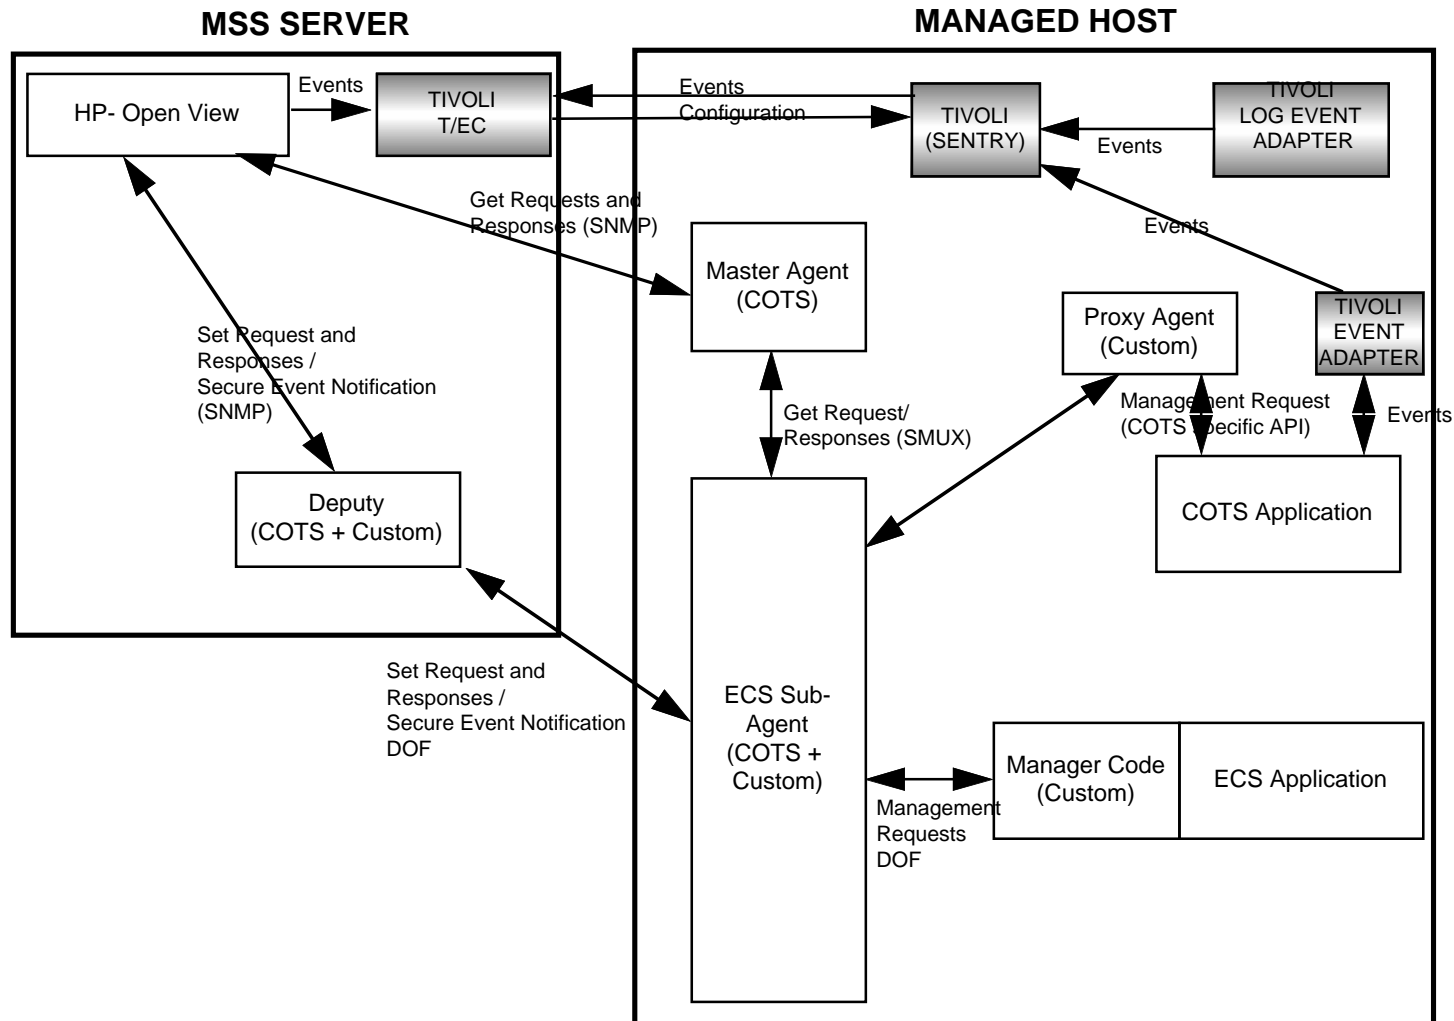 MSS SERVER
MANAGED HOST
HP- Open View
Events
TIVOLI
T/EC
Events
Configuration
TIVOLI
(SENTRY)
Events
TIVOLI
LOG EVENT
ADAPTER
Get Requests and
Responses (SNMP)
Events
Master Agent
(COTS)
Proxy Agent
(Custom)
TIVOLI
EVENT
ADAPTER
Set Request and
Responses /
Secure Event Notification
(SNMP)
Get Request/
Responses (SMUX)
Management Request
(COTS Specific API)
Events
Deputy
(COTS + Custom)
COTS Application
Set Request and
Responses /
Secure Event Notification
DOF
ECS Sub-
Agent
(COTS +
Custom)
Management
Requests
DOF
Manager Code
(Custom)
ECS Application